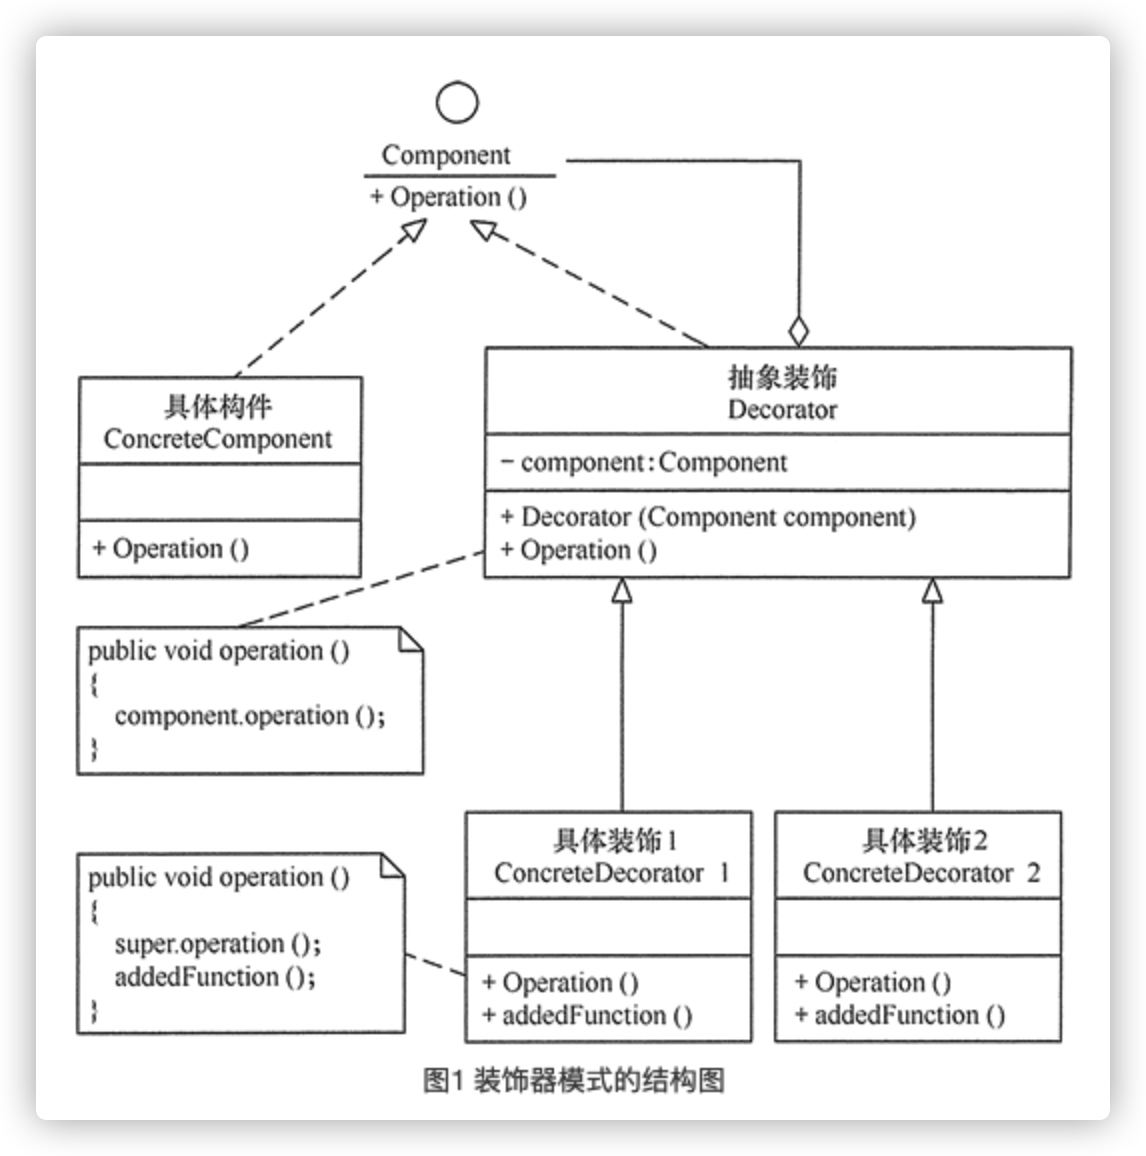 Component
+ Operation ()
具体构件
ConcreteComponent
+ Operation ()
抽象装饰
Decorator
− component:Component
+ Decorator (Component component)
+ Operation ()
public void operation ()
{
component.operation ();
}
public void operation ()
{
super.operation ();
addedFunction ();
}
具体装饰1
ConcreteDecorator 1
+ Operation ()
+ addedFunction ()
具体装饰2
ConcreteDecorator 2
+ Operation ()
+ addedFunction ()
图1 装饰器模式的结构图